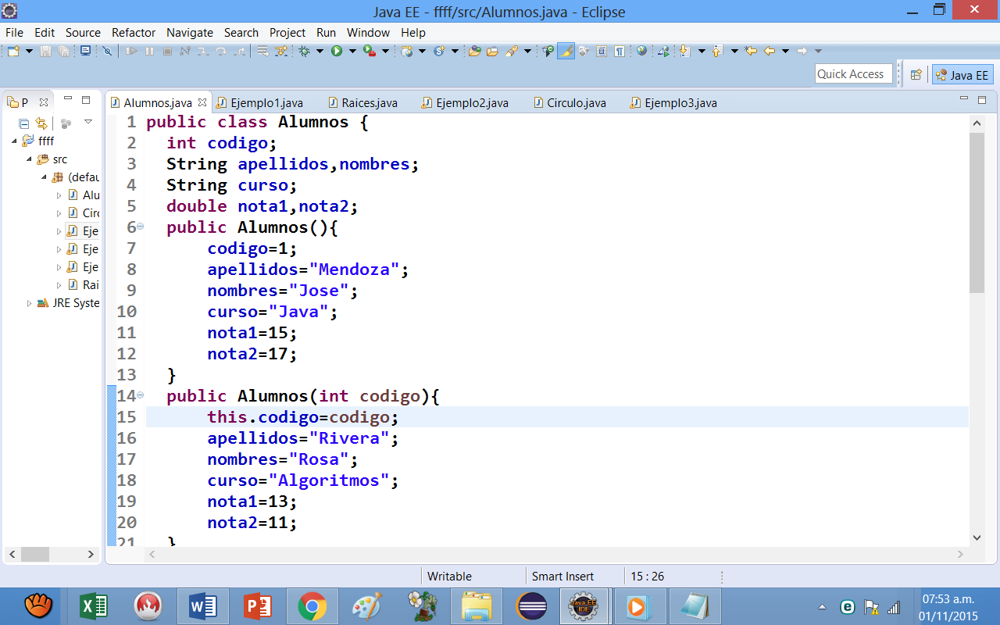 Java EE - ffff/src/Alumnos.java - Eclipse
File Edit Source Refactor Navigate Search Project Run Window Help
Quick Access
Java EE
P
Alumnos.java Ejemplo1.java Raices.java Ejemplo2.java Circulo.java Ejemplo3.java
ffff
src
(defau
Alu
Circ
Eje
Eje
Eje
Rai
JRE Syste
1 public class Alumnos {
2 int codigo;
3 String apellidos,nombres;
4 String curso;
5 double nota1,nota2;
6 public Alumnos(){
7 codigo=1;
8 apellidos="Mendoza";
9 nombres="Jose";
10 curso="Java";
11 nota1=15;
12 nota2=17;
13 }
14 public Alumnos(int codigo){
15 this.codigo=codigo;
16 apellidos="Rivera";
17 nombres="Rosa";
18 curso="Algoritmos";
19 nota1=13;
20 nota2=11;
21 }
Writable Smart Insert 15 : 26
Java EE
IDE
07:53 a.m.
01/11/2015